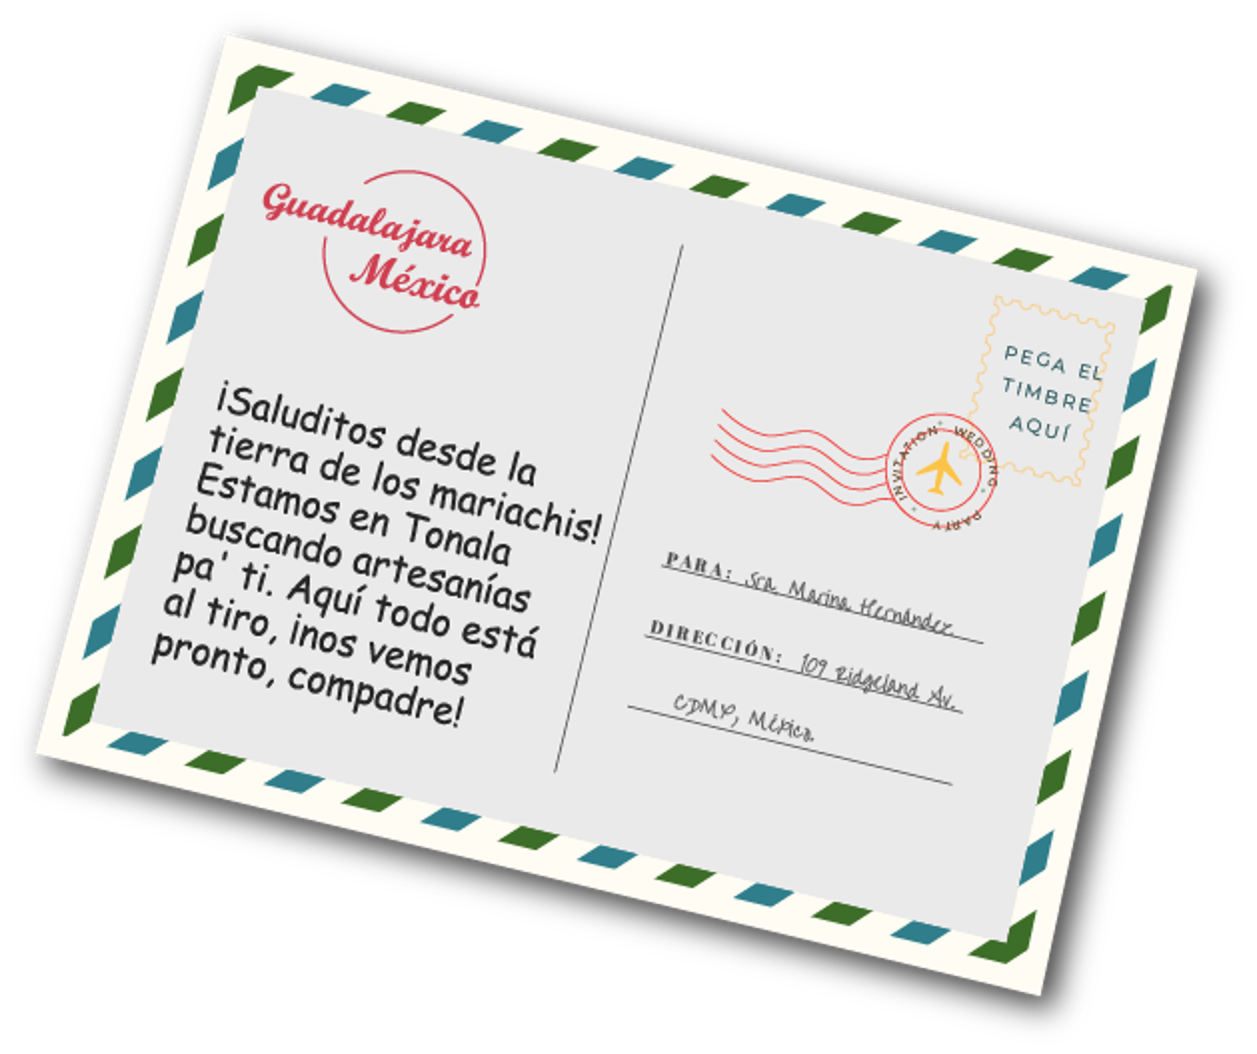 Guadalajara
México
¡Saluditos desde la
tierra de los mariachis!
Estamos en Tonala
buscando artesanías
pa' ti. Aquí todo está
al tiro, ¡nos vemos
pronto, compadre!
PEGA EL
TIMBRE
AQUÍ
INVITATION * WEDDING * PARTY *
PARA: Sra. Marina Hernández
DIRECCIÓN: 109 Ridgeland Av.
CDMX, México.